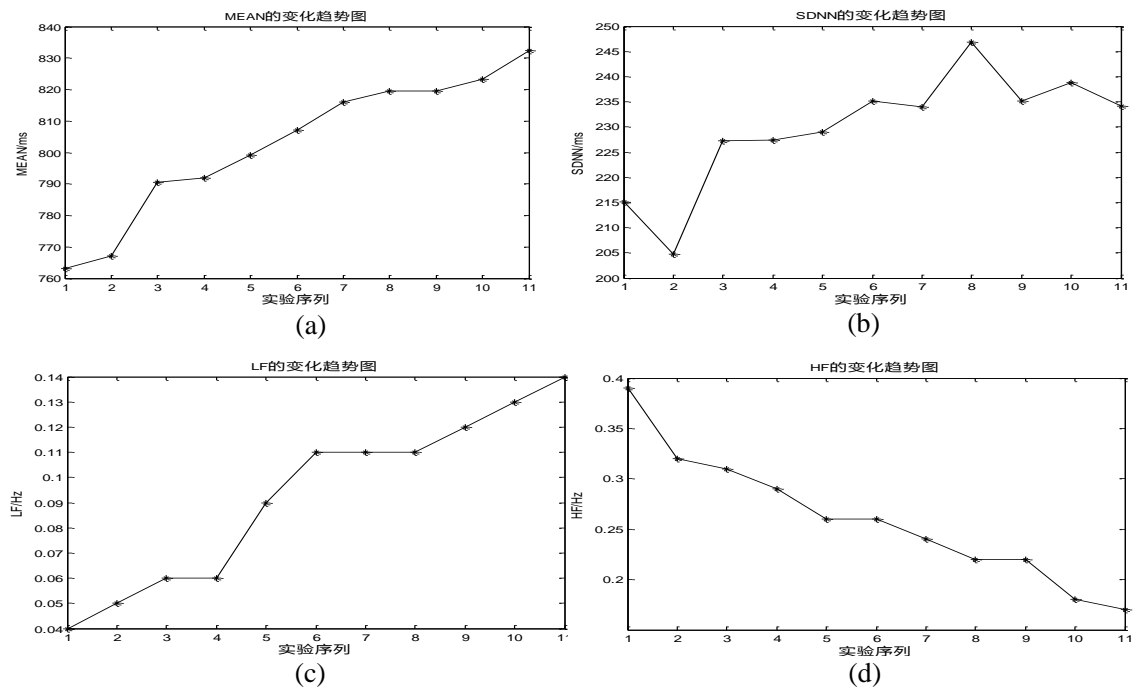 MEAN的变化趋势图
840
830
820
810
800
790
780
770
760
MEAN/ms
1 2 3 4 5 6 7 8 9 10 11
实验序列
(a)
SDNN的变化趋势图
250
245
240
235
230
225
220
215
210
205
200
SDNN/ms
1 2 3 4 5 6 7 8 9 10 11
实验序列
(b)
LF的变化趋势图
0.14
0.13
0.12
0.11
0.1
0.09
0.08
0.07
0.06
0.05
0.04
LF/Hz
1 2 3 4 5 6 7 8 9 10 11
实验序列
(c)
HF的变化趋势图
0.4
0.35
0.3
0.25
0.2
HF/Hz
1 2 3 4 5 6 7 8 9 10 11
实验序列
(d)